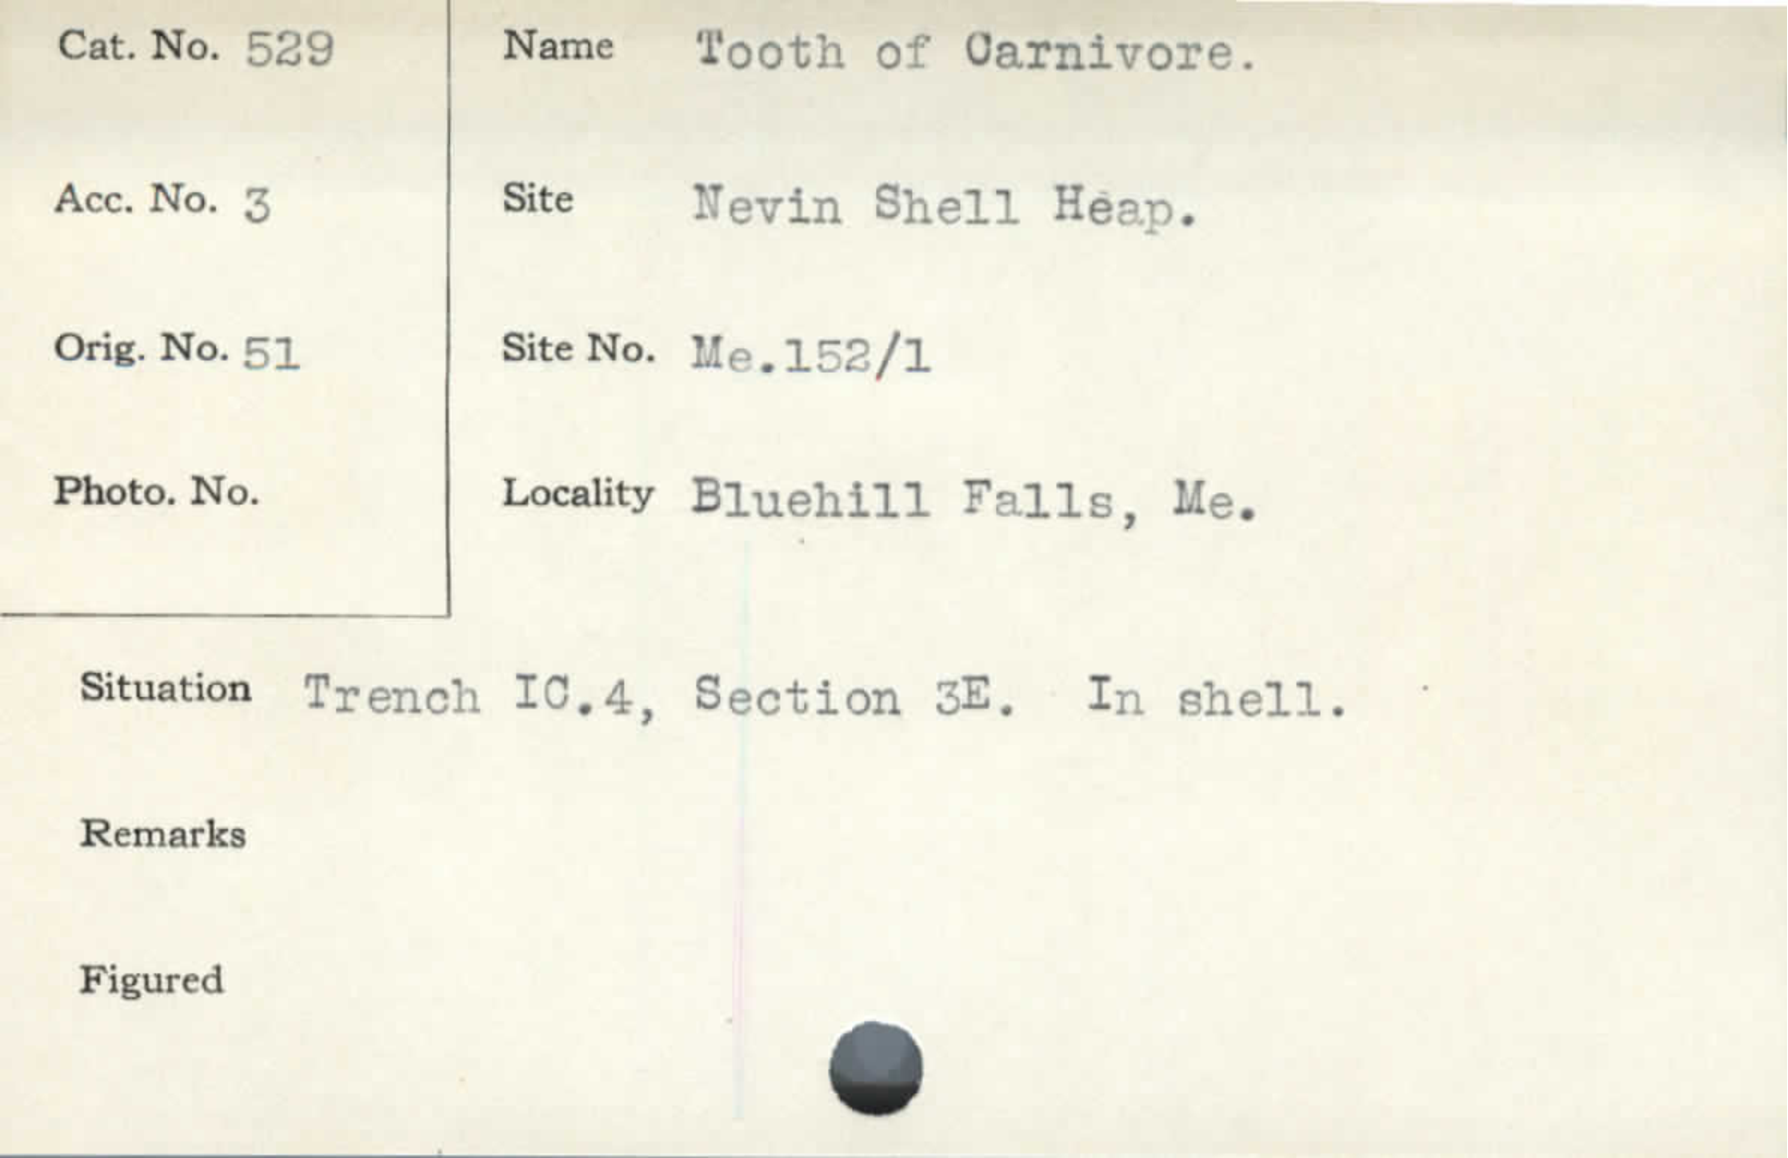 Cat. No. 529
Name Tooth of Carnivore.
Acc. No. 3
Site Nevin Shell Heap.
Orig. No. 51
Site No. Me.152/1
Photo. No.
Locality Bluehill Falls, Me.
Situation Trench IC.4, Section 3E. In shell.
Remarks
Figured